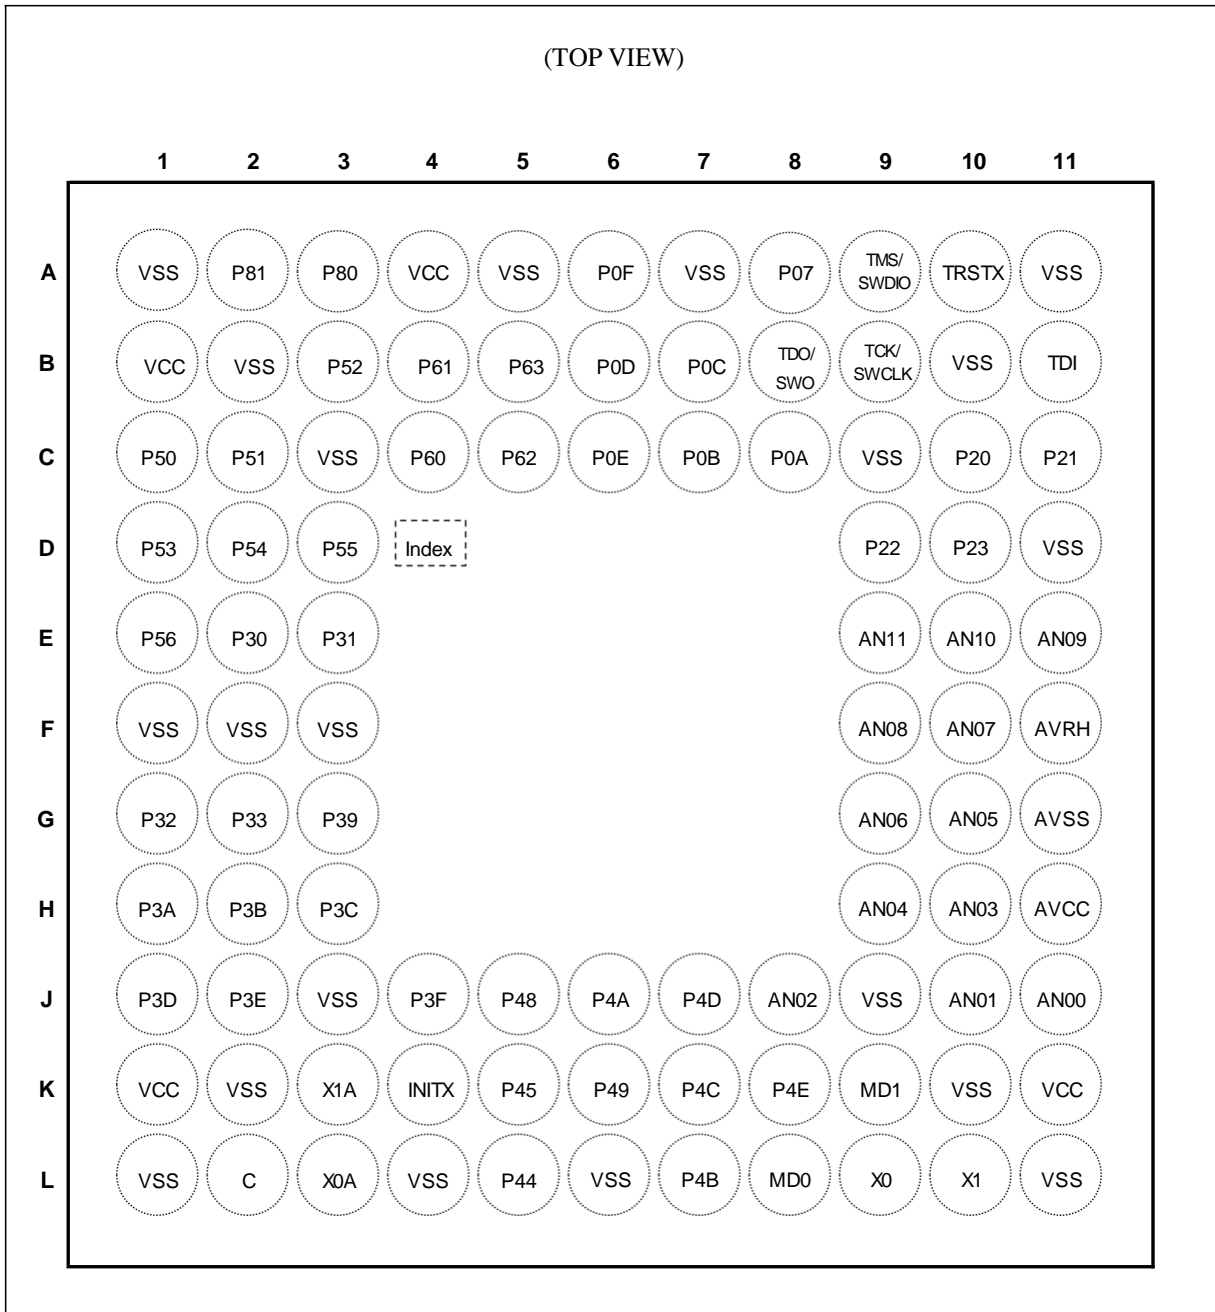 (TOP VIEW)
1 2 3 4 5 6 7 8 9 10 11
A VSS P81 P80 VCC VSS P0F VSS P07 TMS/ SWDIO TRSTX VSS
B VCC VSS P52 P61 P63 P0D P0C TDO/ SWO TCK/ SWCLK VSS TDI
C P50 P51 VSS P60 P62 P0E P0B P0A VSS P20 P21
D P53 P54 P55 Index P22 P23 VSS
E P56 P30 P31 AN11 AN10 AN09
F VSS VSS VSS AN08 AN07 AVRH
G P32 P33 P39 AN06 AN05 AVSS
H P3A P3B P3C AN04 AN03 AVCC
J P3D P3E VSS P3F P48 P4A P4D AN02 VSS AN01 AN00
K VCC VSS X1A INITX P45 P49 P4C P4E MD1 VSS VCC
L VSS C X0A VSS P44 VSS P4B MD0 X0 X1 VSS